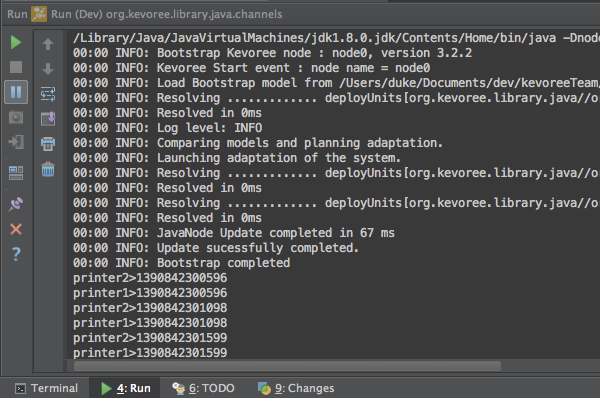 Run Run (Dev) org.kevoree.library.java.channels
/Library/Java/JavaVirtualMachines/jdk1.8.0.jdk/Contents/Home/bin/java -Dnode
00:00 INFO: Bootstrap Kevoree node : node0, version 3.2.2
00:00 INFO: Kevoree Start event : node name = node0
00:00 INFO: Load Bootstrap model from /Users/duke/Documents/dev/kevoreeTeam/
00:00 INFO: Resolving ............. deployUnits[org.kevoree.library.java//o
00:00 INFO: Resolved in 0ms
00:00 INFO: Log level: INFO
00:00 INFO: Comparing models and planning adaptation.
00:00 INFO: Launching adaptation of the system.
00:00 INFO: Resolving ............. deployUnits[org.kevoree.library.java//o
00:00 INFO: Resolved in 0ms
00:00 INFO: Resolving ............. deployUnits[org.kevoree.library.java//o
00:00 INFO: Resolved in 0ms
00:00 INFO: JavaNode Update completed in 67 ms
00:00 INFO: Update sucessfully completed.
00:00 INFO: Bootstrap completed
printer2>1390842300596
printer1>1390842300596
printer2>1390842301098
printer1>1390842301098
printer2>1390842301599
printer1>1390842301599
Terminal 4: Run 6: TODO 9: Changes